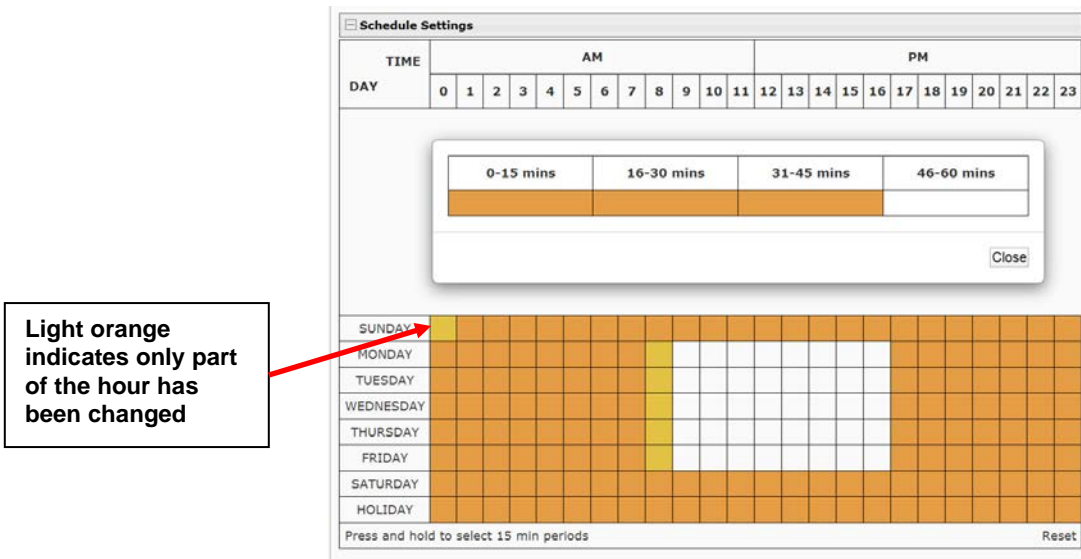 Schedule Settings
TIME AM PM
DAY 0 1 2 3 4 5 6 7 8 9 10 11 12 13 14 15 16 17 18 19 20 21 22 23
0-15 mins 16-30 mins 31-45 mins 46-60 mins
Close
Light orange
indicates only part
of the hour has
been changed
SUNDAY
MONDAY
TUESDAY
WEDNESDAY
THURSDAY
FRIDAY
SATURDAY
HOLIDAY
Press and hold to select 15 min periods Reset